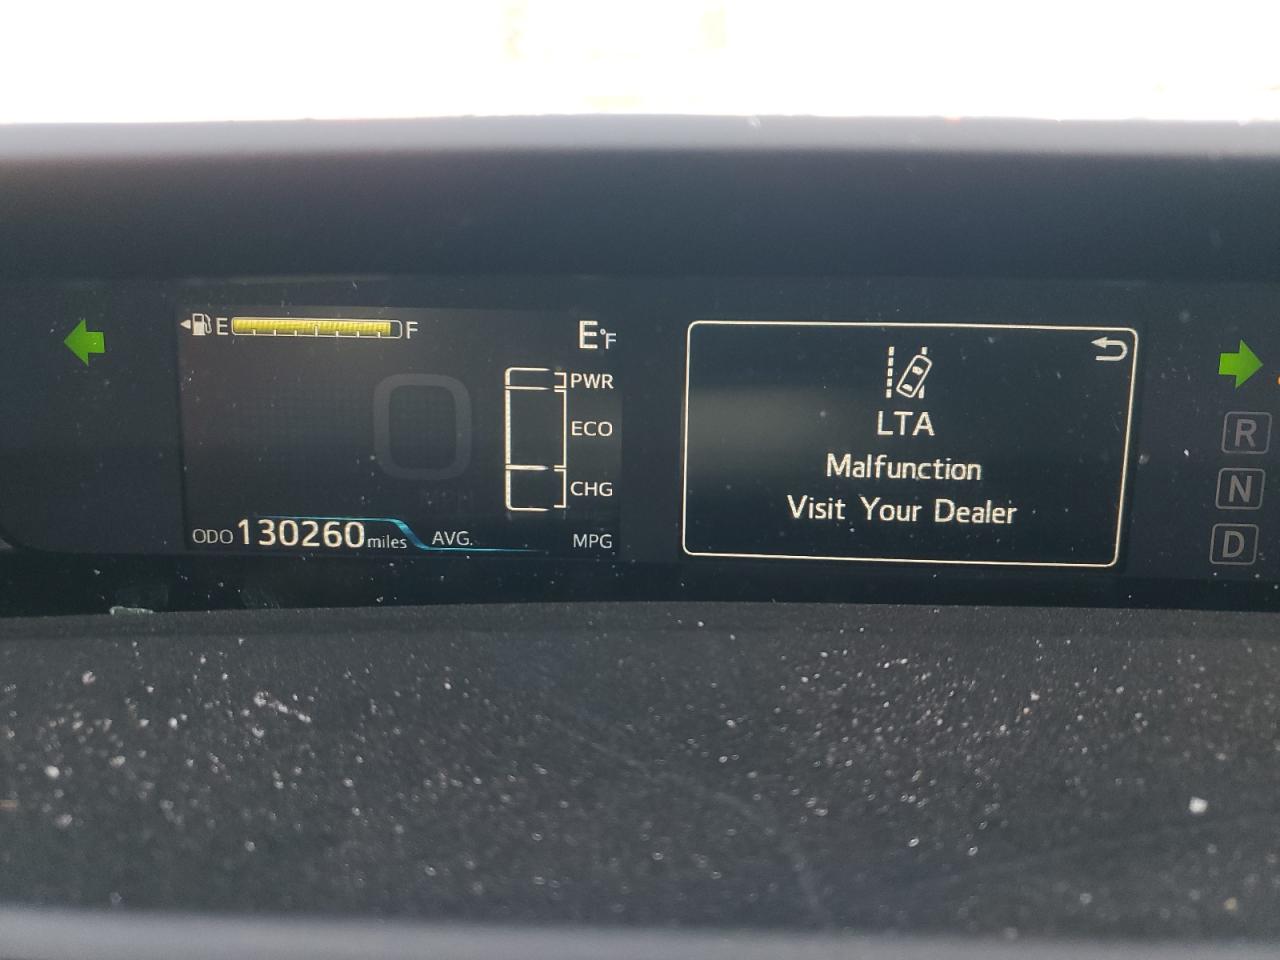 E F
E°F
PWR
ECO
CHG
ODO 130260 miles AVG. MPG
LTA
Malfunction
Visit Your Dealer
R
N
D